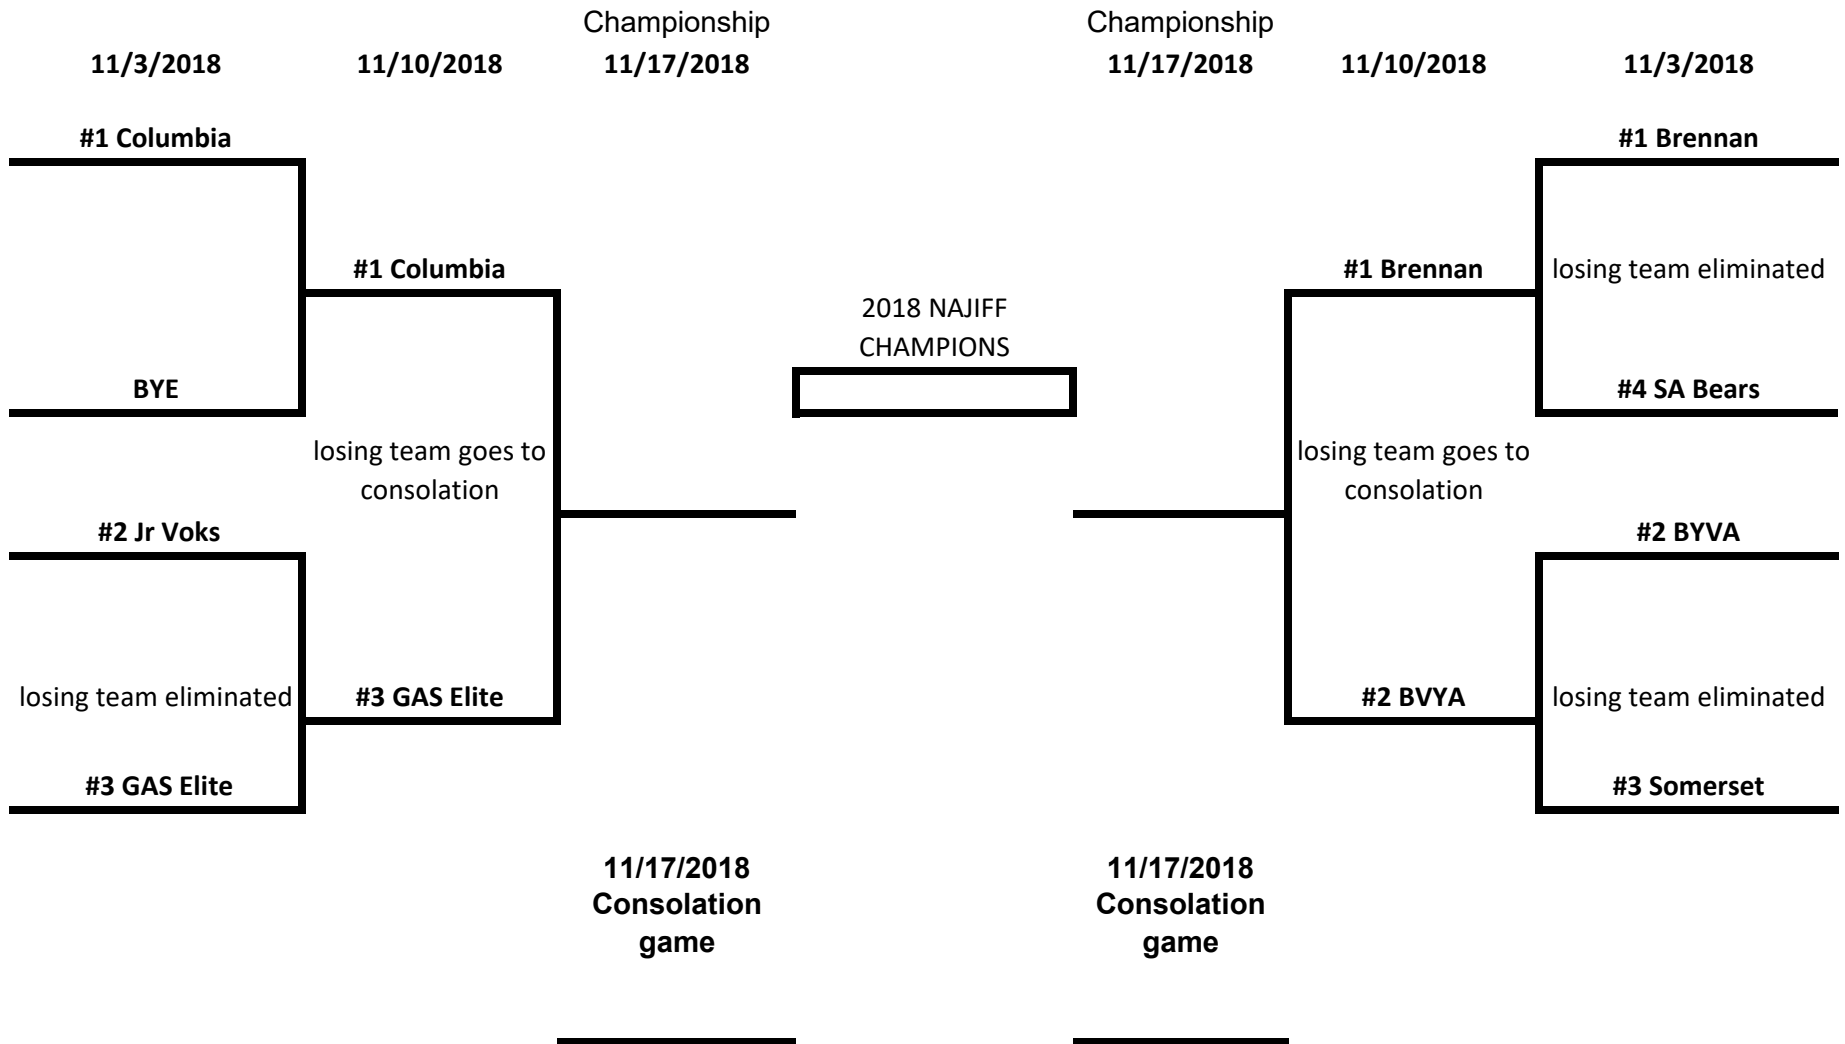 Championship
Championship
11/3/2018
11/10/2018
11/17/2018
11/17/2018
11/10/2018
11/3/2018
#1 Columbia
#1 Brennan
#1 Columbia
#1 Brennan
losing team eliminated
2018 NAJIFF
CHAMPIONS
BYE
#4 SA Bears
losing team goes to
consolation
losing team goes to
consolation
#2 Jr Voks
#2 BYVA
losing team eliminated
#3 GAS Elite
#2 BVYA
losing team eliminated
#3 GAS Elite
#3 Somerset
11/17/2018
Consolation
game
11/17/2018
Consolation
game